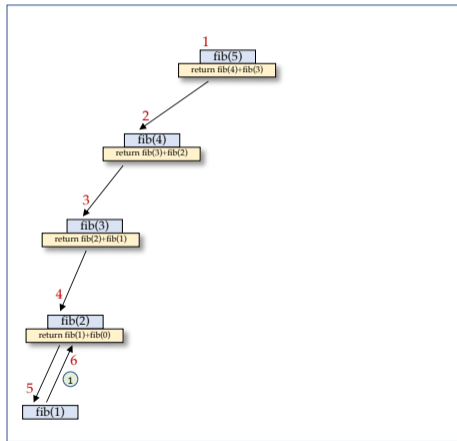 1
fib(5)
return fib(4)+fib(3)
2
fib(4)
return fib(3)+fib(2)
3
fib(3)
return fib(2)+fib(1)
4
fib(2)
return fib(1)+fib(0)
6
1
5
fib(1)